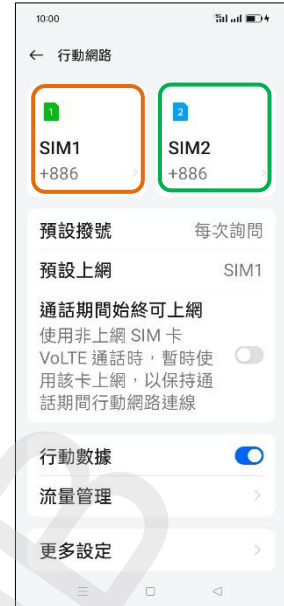 10:00
行動網路
1
2
SIM1
SIM2
+886
+886
預設撥號 每次詢問
預設上網 SIM1
通話期間始終可上網
使用非上網 SIM 卡
VoLTE 通話時，暫時使
用該卡上網，以保持通
話期間行動網路連線
行動數據
流量管理
更多設定